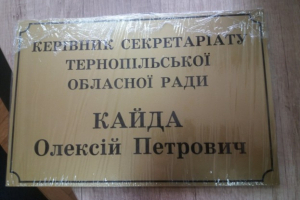 КЕРІВНИК СЕКРЕТАРІАТУ
ТЕРНОПІЛЬСЬКОЇ
ОБЛАСНОЇ РАДИ
КАЙДА
Олексій Петрович